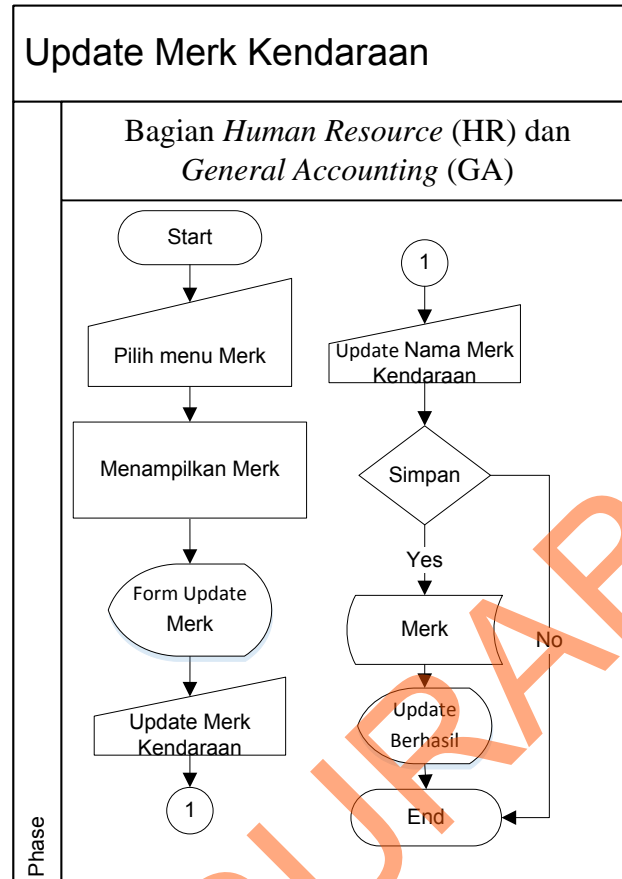 Update Merk Kendaraan
Bagian Human Resource (HR) dan
General Accounting (GA)
Phase
Start
Pilih menu Merk
Menampilkan Merk
Form Update
Merk
Update Merk
Kendaraan
1
1
Update Nama Merk
Kendaraan
Simpan
Yes
No
Merk
Update
Berhasil
End